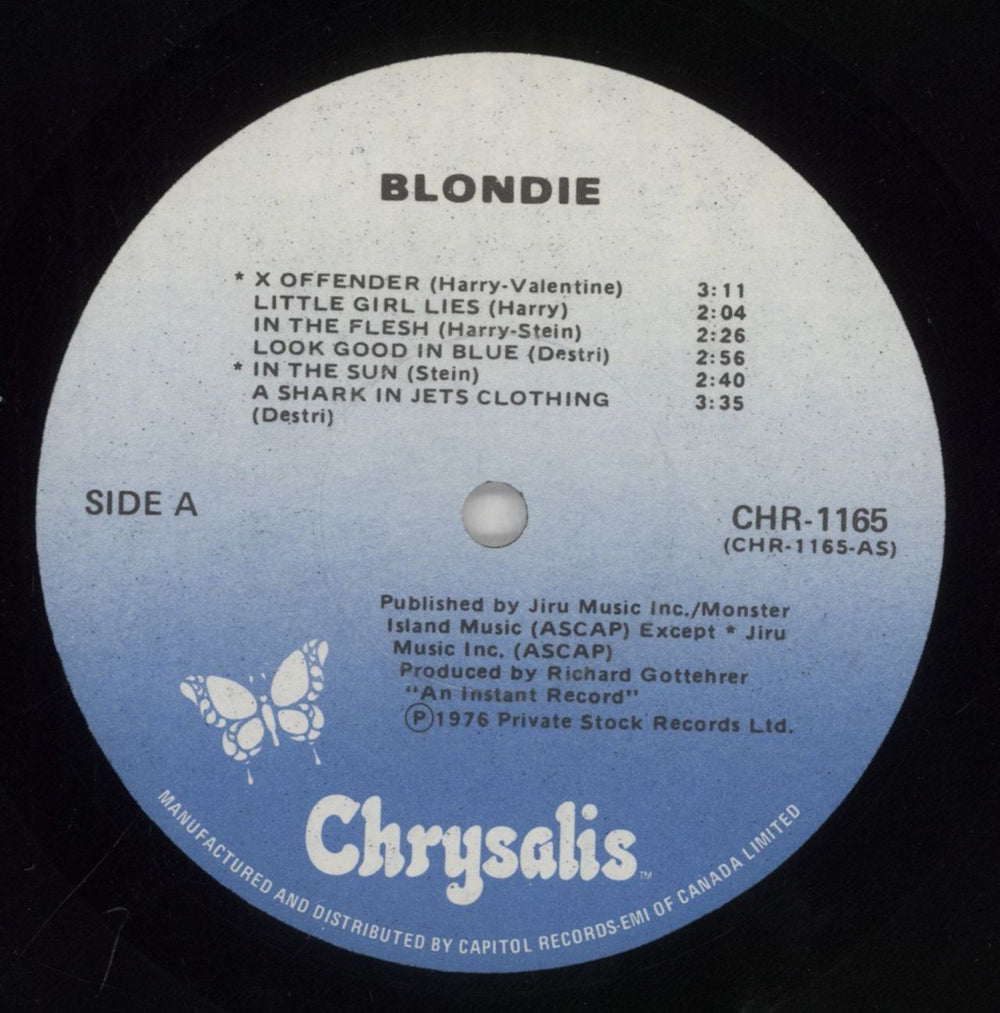 BLONDIE
* X OFFENDER (Harry-Valentine) 3:11
LITTLE GIRL LIES (Harry) 2:04
IN THE FLESH (Harry-Stein) 2:26
LOOK GOOD IN BLUE (Destri) 2:56
* IN THE SUN (Stein) 2:40
A SHARK IN JETS CLOTHING 3:35
(Destri)
SIDE A
CHR-1165
(CHR-1165-AS)
Published by Jiru Music Inc./Monster
Island Music (ASCAP) Except * Jiru
Music Inc. (ASCAP)
Produced by Richard Gottehrer
"An Instant Record"
Ⓟ1976 Private Stock Records Ltd.
Chrysalis™
MANUFACTURED AND DISTRIBUTED BY CAPITOL RECORDS-EMI OF CANADA LIMITED